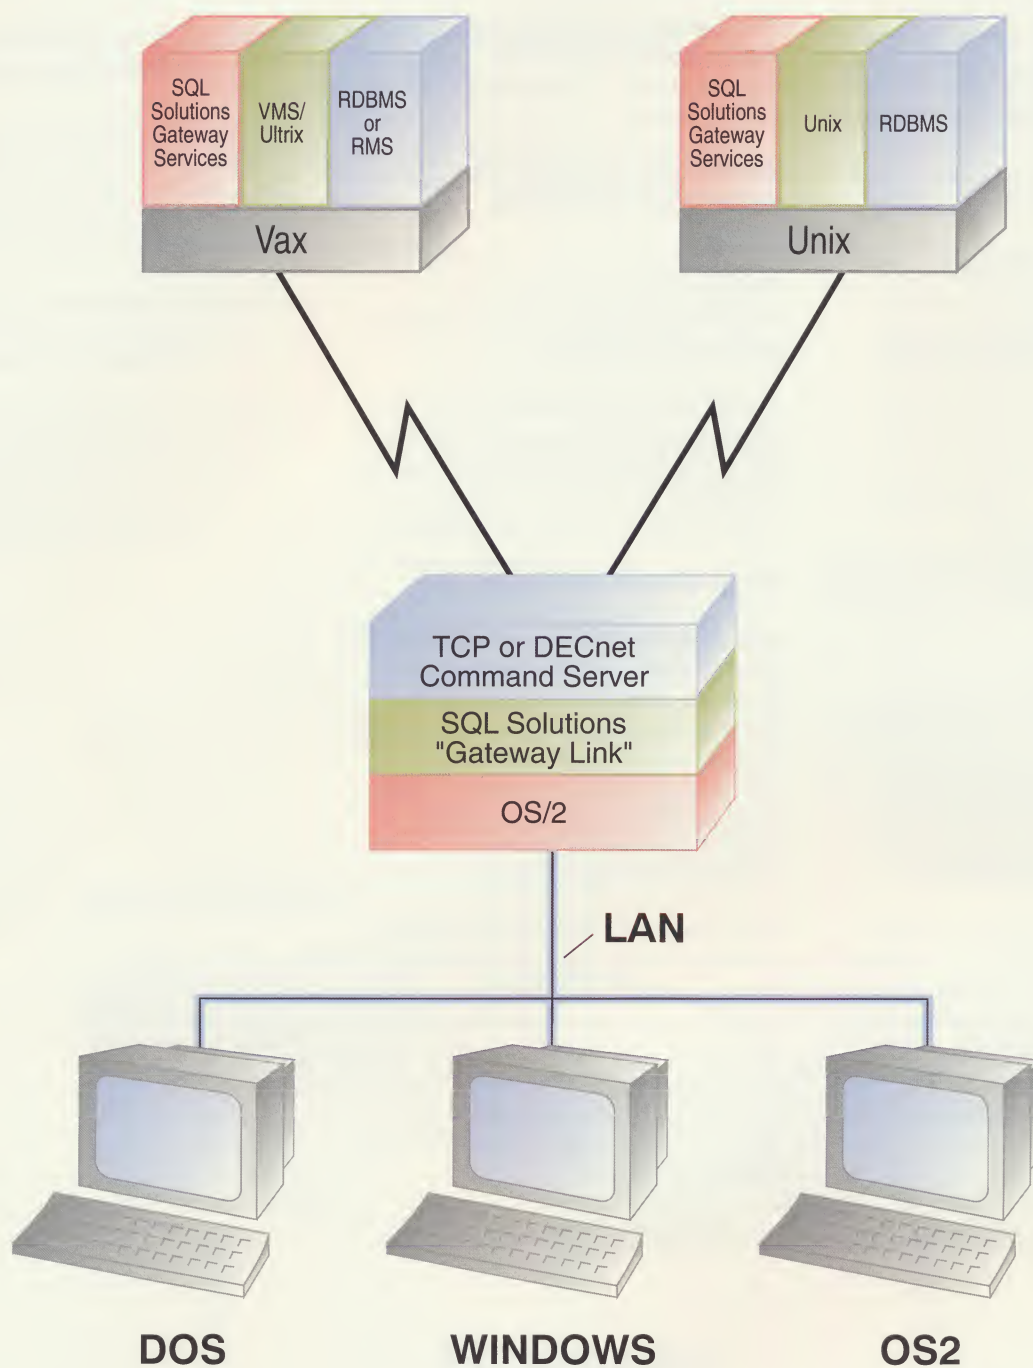 SQL
Solutions
Gateway
Services
VMS/
Ultrix
RDBMS
or
RMS
Vax
SQL
Solutions
Gateway
Services
Unix
RDBMS
Unix
TCP or DECnet
Command Server
SQL Solutions
"Gateway Link"
OS/2
LAN
DOS
WINDOWS
OS2